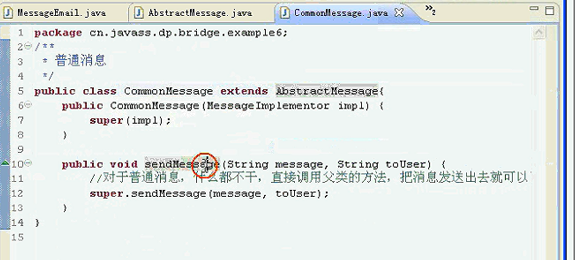 MessageEmail.java AbstractMessage.java CommonMessage.java 2
1 package cn.javass.dp.bridge.example6;
2 /**
3 * 普通消息
4 */
5 public class CommonMessage extends AbstractMessage{
6 public CommonMessage(MessageImplementor impl) {
7 super(impl);
8 }
9
10 public void sendMessage(String message, String toUser) {
11 //对于普通消息，什么都不干，直接调用父类的方法，把消息发送出去就可以
12 super.sendMessage(message, toUser);
13 }
14 }
15